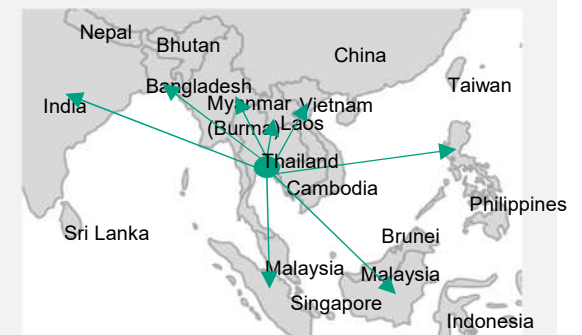 Nepal
Bhutan
China
Bangladesh
Taiwan
India
Myanmar
(Burma)
Vietnam
Laos
Thailand
Cambodia
Philippines
Sri Lanka
Brunei
Malaysia
Malaysia
Singapore
Indonesia